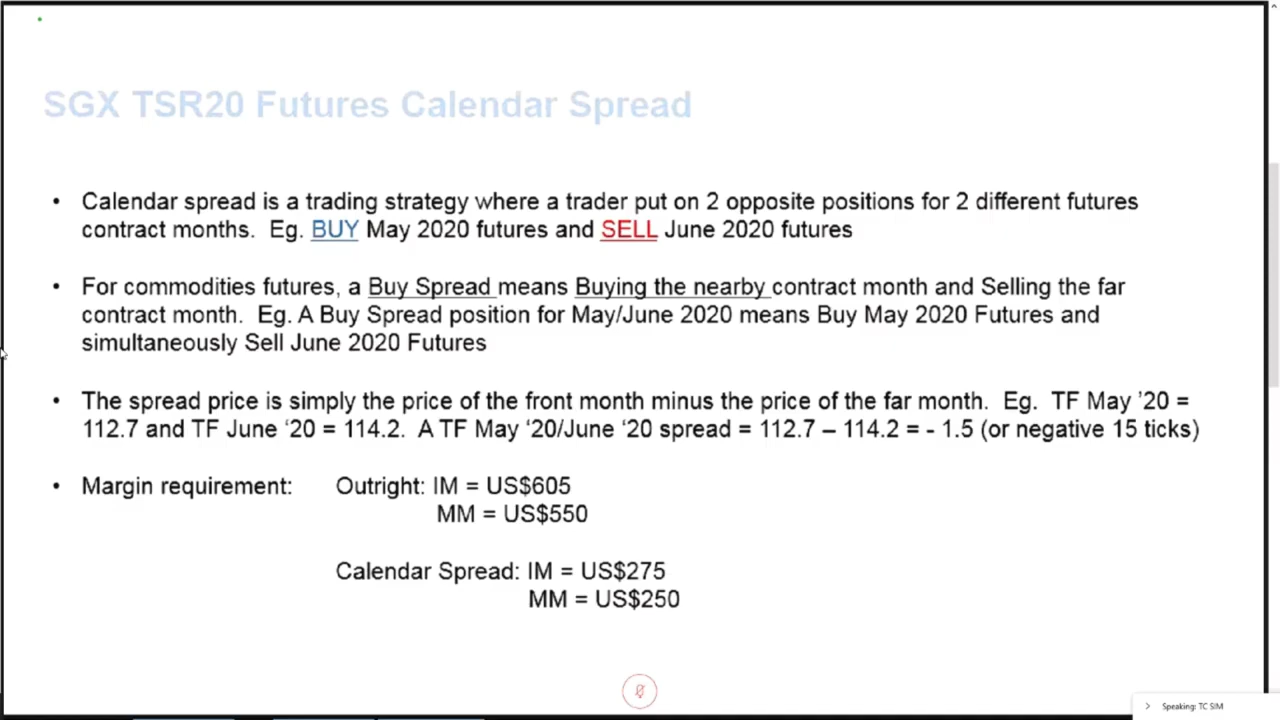 SGX TSR20 Futures Calendar Spread
• Calendar spread is a trading strategy where a trader put on 2 opposite positions for 2 different futures
contract months. Eg. BUY May 2020 futures and SELL June 2020 futures
• For commodities futures, a Buy Spread means Buying the nearby contract month and Selling the far
contract month. Eg. A Buy Spread position for May/June 2020 means Buy May 2020 Futures and
simultaneously Sell June 2020 Futures
• The spread price is simply the price of the front month minus the price of the far month. Eg. TF May ’20 =
112.7 and TF June ‘20 = 114.2. A TF May ‘20/June ‘20 spread = 112.7 – 114.2 = - 1.5 (or negative 15 ticks)
• Margin requirement: Outright: IM = US$605
MM = US$550
Calendar Spread: IM = US$275
MM = US$250
Speaking: TC SIM